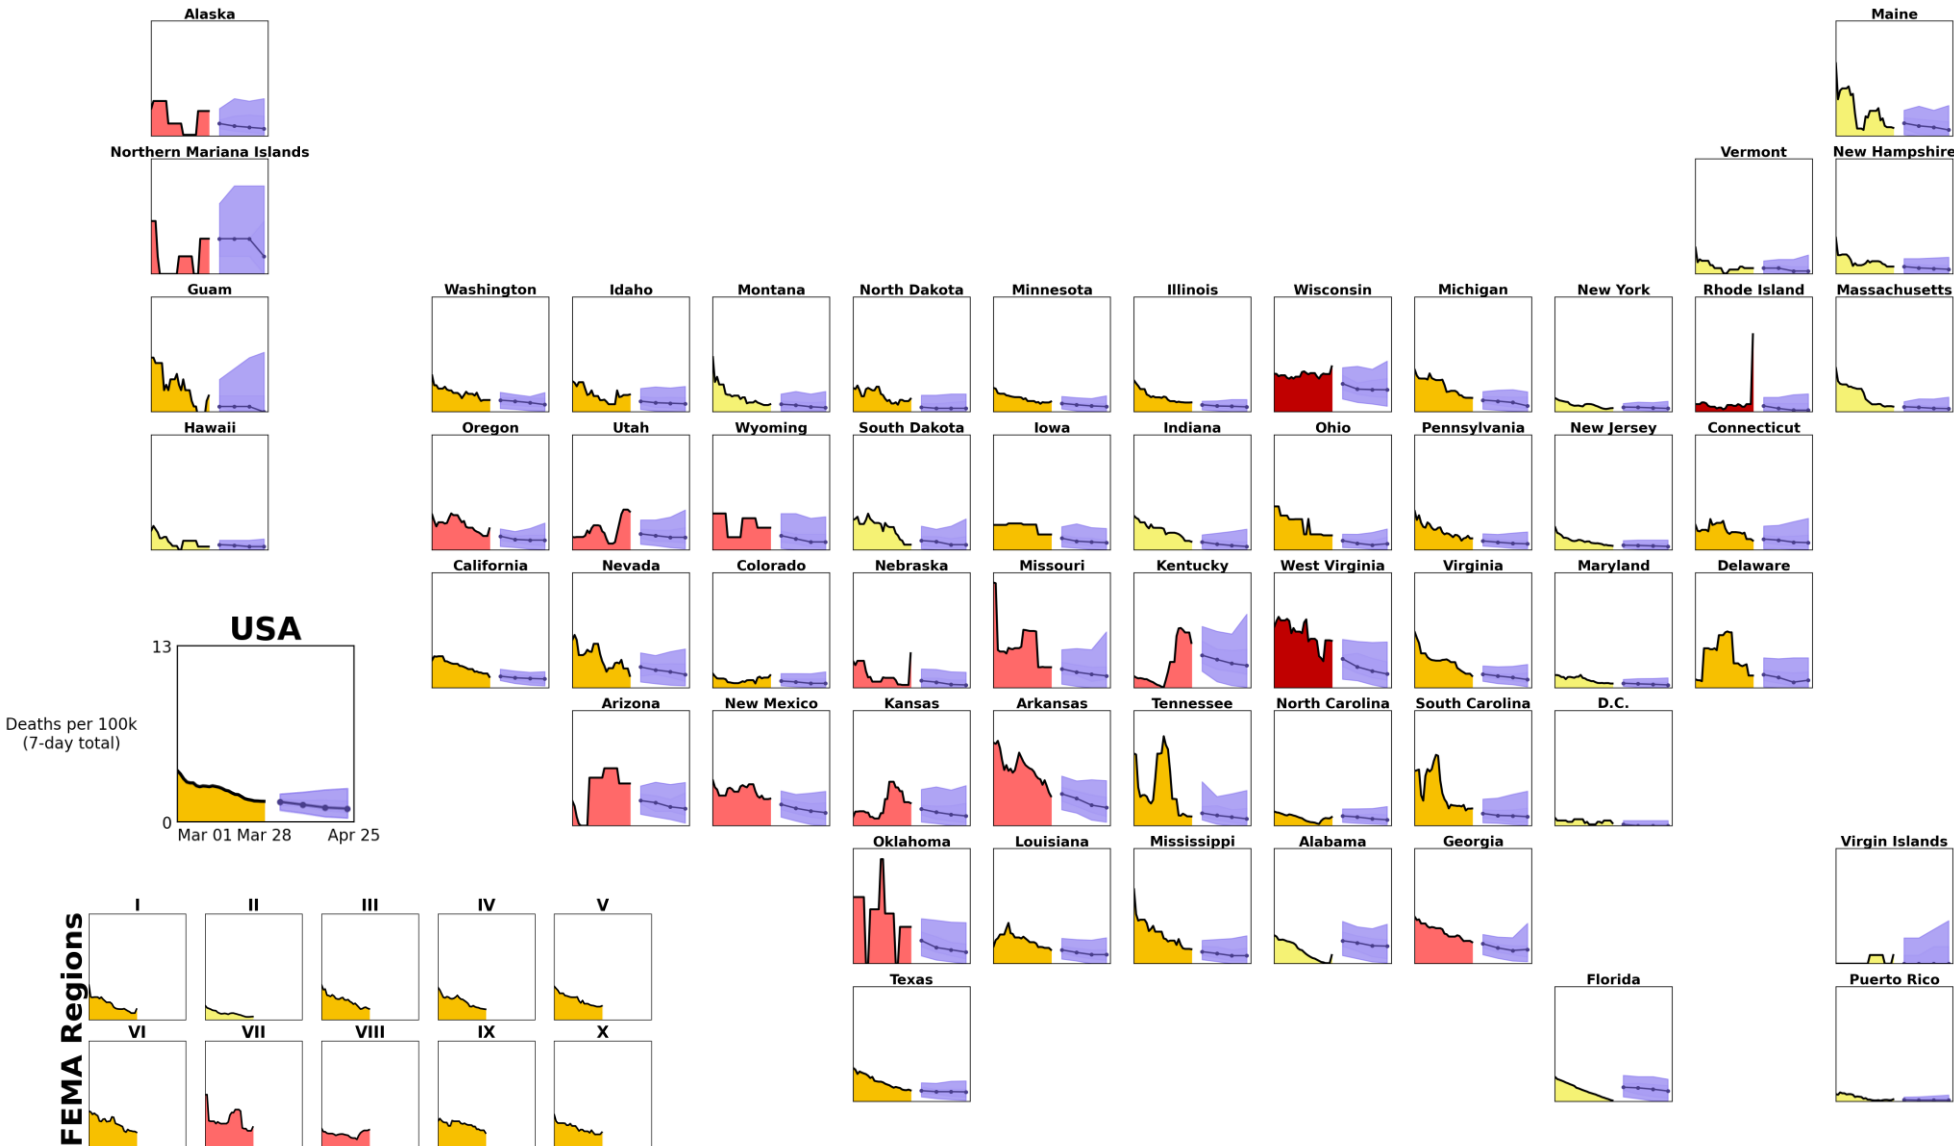 Alaska
Maine
Northern Mariana Islands
Vermont
New Hampshire
Guam
Washington
Idaho
Montana
North Dakota
Minnesota
Illinois
Wisconsin
Michigan
New York
Rhode Island
Massachusetts
Hawaii
Oregon
Utah
Wyoming
South Dakota
Iowa
Indiana
Ohio
Pennsylvania
New Jersey
Connecticut
California
Nevada
Colorado
Nebraska
Missouri
Kentucky
West Virginia
Virginia
Maryland
Delaware
USA
13
Deaths per 100k
(7-day total)
0
Mar 01 Mar 28 Apr 25
Arizona
New Mexico
Kansas
Arkansas
Tennessee
North Carolina
South Carolina
D.C.
Oklahoma
Louisiana
Mississippi
Alabama
Georgia
Virgin Islands
Texas
Florida
Puerto Rico
FEMA Regions
I
II
III
IV
V
VI
VII
VIII
IX
X